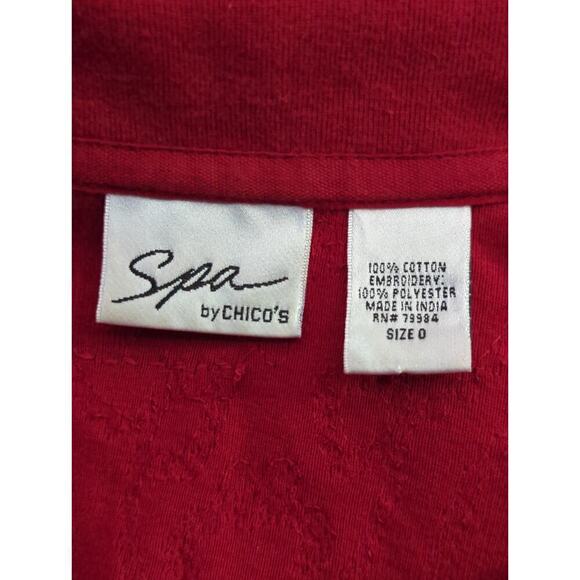 Spa
by CHICO'S
100% COTTON
EMBROIDERY:
100% POLYESTER
MADE IN INDIA
RN# 79984
SIZE 0